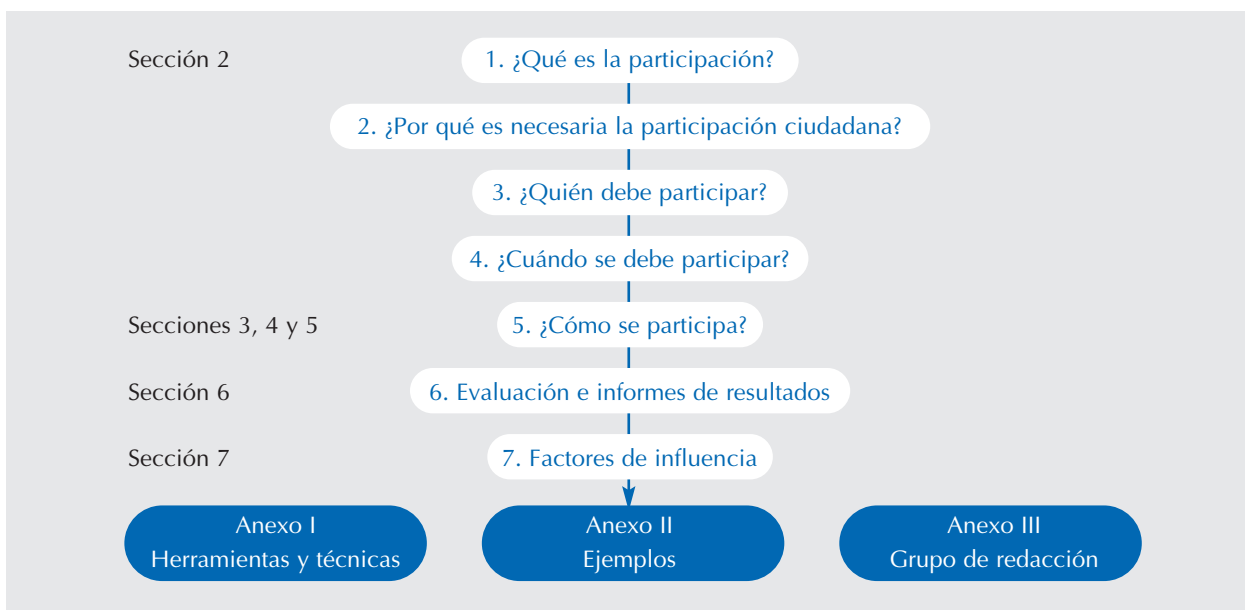 Sección 2
1. ¿Qué es la participación?
2. ¿Por qué es necesaria la participación ciudadana?
3. ¿Quién debe participar?
4. ¿Cuándo se debe participar?
Secciones 3, 4 y 5
5. ¿Cómo se participa?
Sección 6
6. Evaluación e informes de resultados
Sección 7
7. Factores de influencia
Anexo I
Herramientas y técnicas
Anexo II
Ejemplos
Anexo III
Grupo de redacción